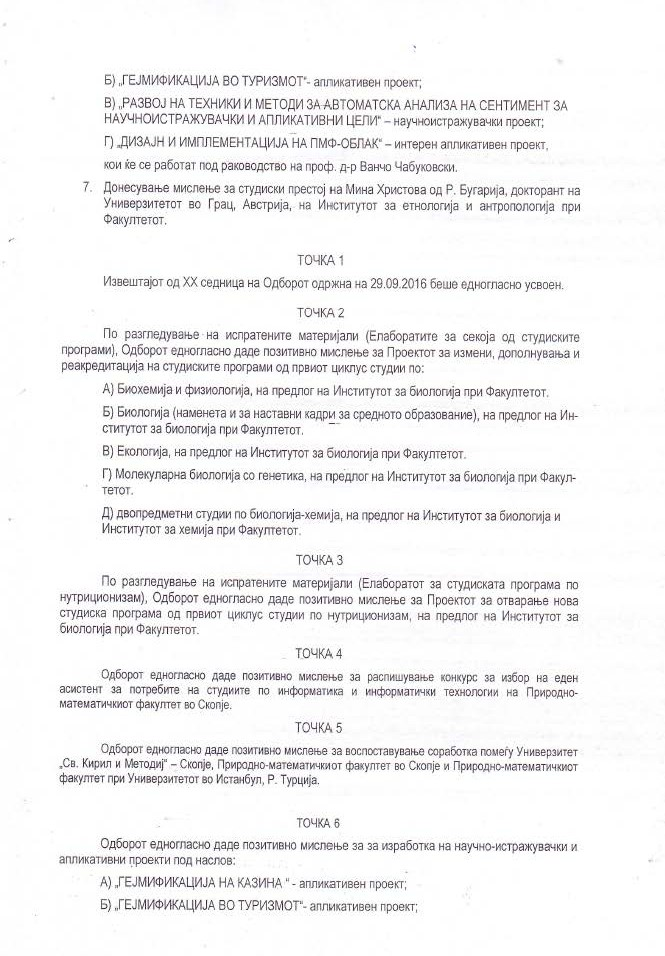 Б) „ГЕЈМИФИКАЦИЈА ВО ТУРИЗМОТ“- апликативен проект;
В) „РАЗВОЈ НА ТЕХНИКИ И МЕТОДИ ЗА АВТОМАТСКА АНАЛИЗА НА СЕНТИМЕНТ ЗА
НАУЧНОИСТРАЖУВАЧКИ И АПЛИКАТИВНИ ЦЕЛИ“ – научноистражувачки проект;
Г) „ДИЗАЈН И ИМПЛЕМЕНТАЦИЈА НА ПМФ-ОБЛАК“ – интерен апликативен проект,
кои ќе се работат под раководство на проф. д-р Ванчо Чабуковски.
7. Донесување мислење за студиски престој на Мина Христова од Р. Бугарија, докторант на
Универзитетот во Грац, Австрија, на Институтот за етнологија и антропологија при
Факултетот.
ТОЧКА 1
Извештајот од XX седница на Одборот одржна на 29.09.2016 беше едногласно усвоен.
ТОЧКА 2
По разгледување на испратените материјали (Елаборатите за секоја од студиските
програми), Одборот едногласно даде позитивно мислење за Проектот за измени, дополнувања и
реакредитација на студиските програми од првиот циклус студии по:
А) Биохемија и физиологија, на предлог на Институтот за биологија при Факултетот.
Б) Биологија (наменета и за наставни кадри за средното образование), на предлог на Ин-
ститутот за биологија при Факултетот.
В) Екологија, на предлог на Институтот за биологија при Факултетот.
Г) Молекуларна биологија со генетика, на предлог на Институтот за биологија при Факул-
тетот.
Д) двопредметни студии по биологија-хемија, на предлог на Институтот за биологија и
Институтот за хемија при Факултетот.
ТОЧКА 3
По разгледување на испратените материјали (Елаборатот за студиската програма по
нутриционизам), Одборот едногласно даде позитивно мислење за Проектот за отварање нова
студиска програма од првиот циклус студии по нутриционизам, на предлог на Институтот за
биологија при Факултетот.
ТОЧКА 4
Одборот едногласно даде позитивно мислење за распишување конкурс за избор на еден
асистент за потребите на студиите по информатика и информатички технологии на Природно-
математичкиот факултет во Скопје.
ТОЧКА 5
Одборот едногласно даде позитивно мислење за воспоставување соработка помеѓу Универзитет
„Св. Кирил и Методиј“ – Скопје, Природно-математичкиот факултет во Скопје и Природно-математичкиот
факултет при Универзитетот во Истанбул, Р. Турција.
ТОЧКА 6
Одборот едногласно даде позитивно мислење за за изработка на научно-истражувачки и
апликативни проекти под наслов:
А) „ГЕЈМИФИКАЦИЈА НА КАЗИНА “ - апликативен проект;
Б) „ГЕЈМИФИКАЦИЈА ВО ТУРИЗМОТ“- апликативен проект;